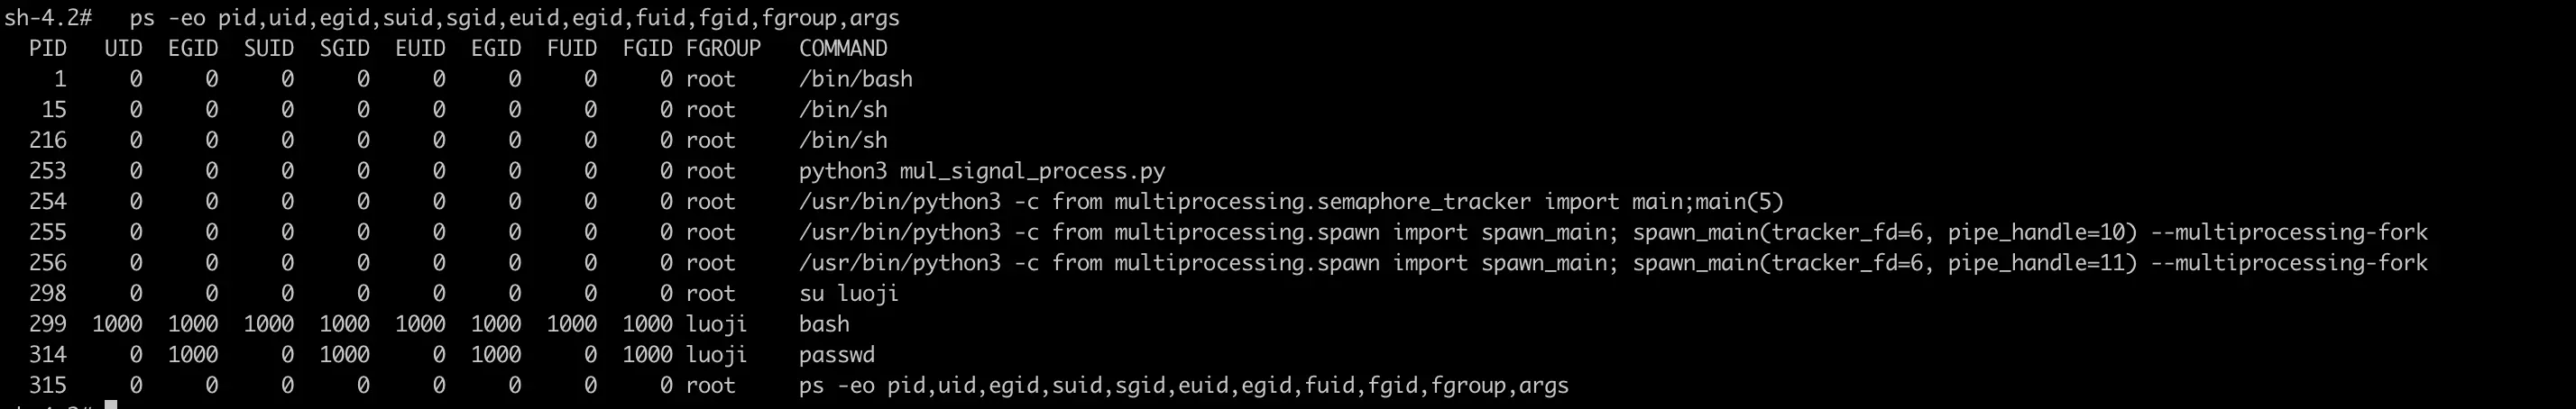 sh-4.2#   ps -eo pid,uid,egid,suid,sgid,euid,egid,fuid,fgid,fgroup,args
  PID   UID  EGID  SUID  SGID  EUID  EGID  FUID  FGID FGROUP   COMMAND
    1     0     0     0     0     0     0     0     0 root     /bin/bash
   15     0     0     0     0     0     0     0     0 root     /bin/sh
  216     0     0     0     0     0     0     0     0 root     /bin/sh
  253     0     0     0     0     0     0     0     0 root     python3 mul_signal_process.py
  254     0     0     0     0     0     0     0     0 root     /usr/bin/python3 -c from multiprocessing.semaphore_tracker import main;main(5)
  255     0     0     0     0     0     0     0     0 root     /usr/bin/python3 -c from multiprocessing.spawn import spawn_main; spawn_main(tracker_fd=6, pipe_handle=10) --multiprocessing-fork
  256     0     0     0     0     0     0     0     0 root     /usr/bin/python3 -c from multiprocessing.spawn import spawn_main; spawn_main(tracker_fd=6, pipe_handle=11) --multiprocessing-fork
  298     0     0     0     0     0     0     0     0 root     su luoji
  299  1000  1000  1000  1000  1000  1000  1000  1000 luoji    bash
  314     0  1000     0  1000     0  1000     0  1000 luoji    passwd
  315     0     0     0     0     0     0     0     0 root     ps -eo pid,uid,egid,suid,sgid,euid,egid,fuid,fgid,fgroup,args
sh-4.2#